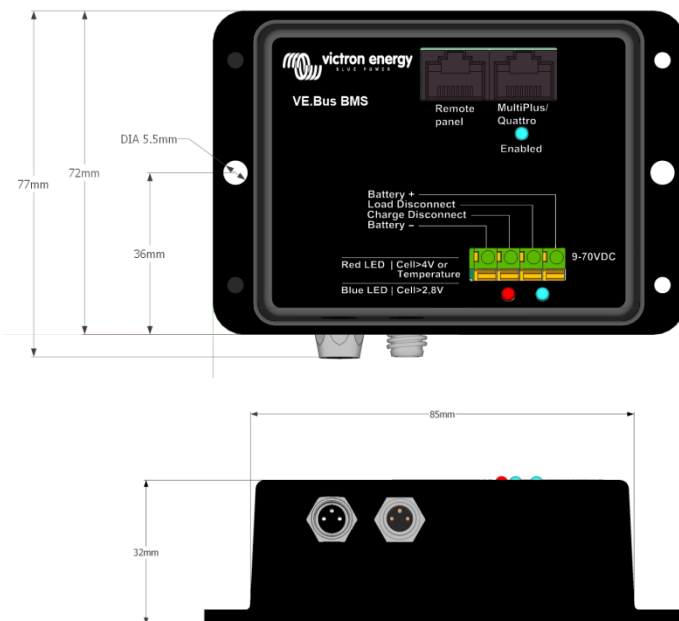 victron energy
BLUE POWER
VE.Bus BMS
Remote
panel
MultiPlus/
Quattro
Enabled
DIA 5.5mm
77mm
72mm
36mm
Battery +
Load Disconnect
Charge Disconnect
Battery –
9-70VDC
Red LED | Cell>4V or
Temperature
Blue LED | Cell>2,8V
85mm
32mm